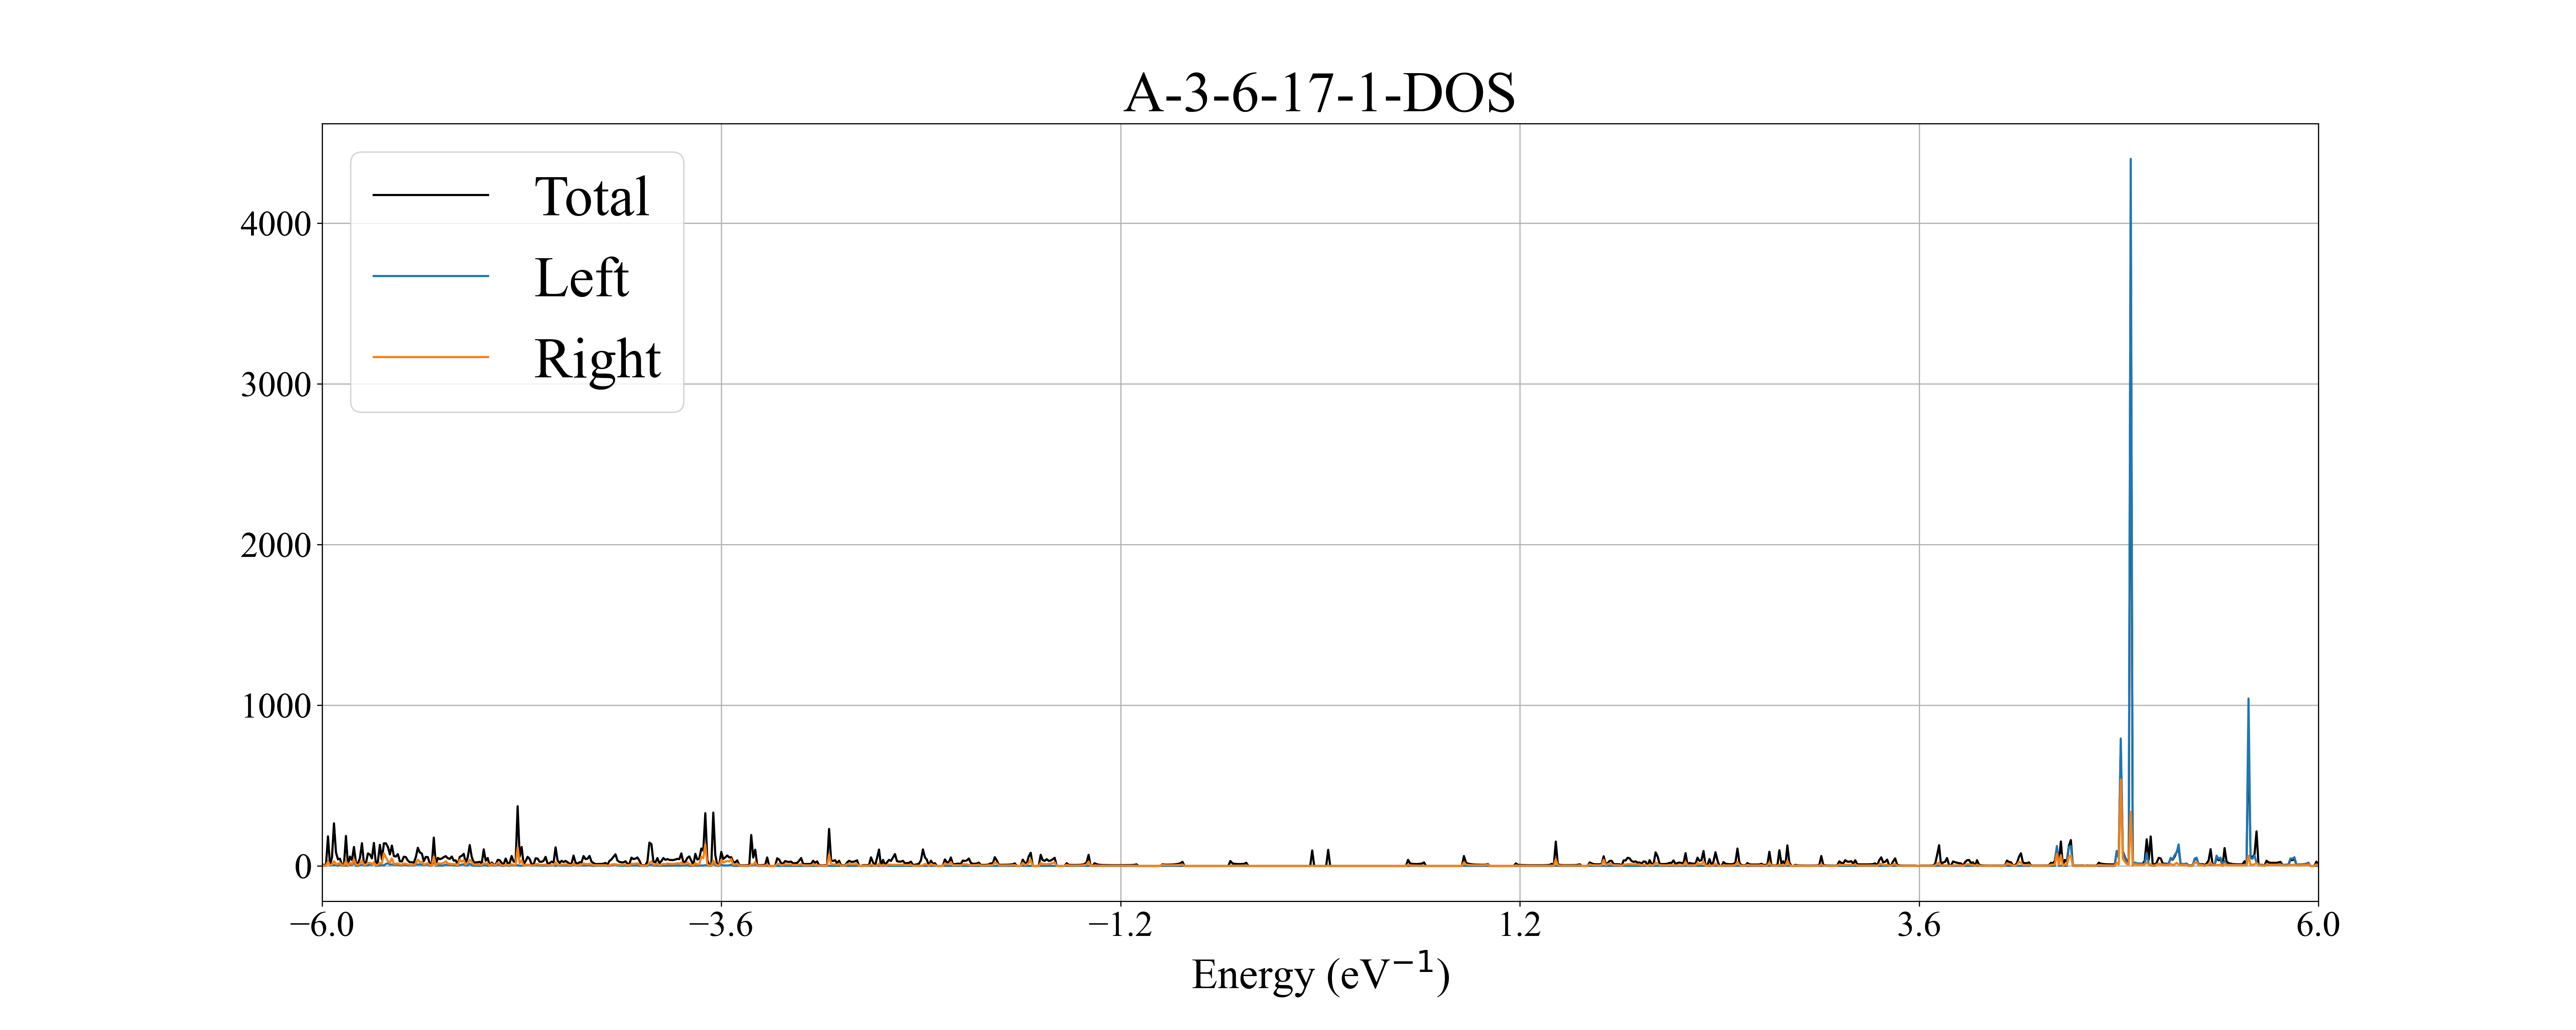 A-3-6-17-1-DOS
Total
Left
Right
4000
3000
2000
1000
0
−6.0 −3.6 −1.2 1.2 3.6 6.0
Energy (eV⁻¹)